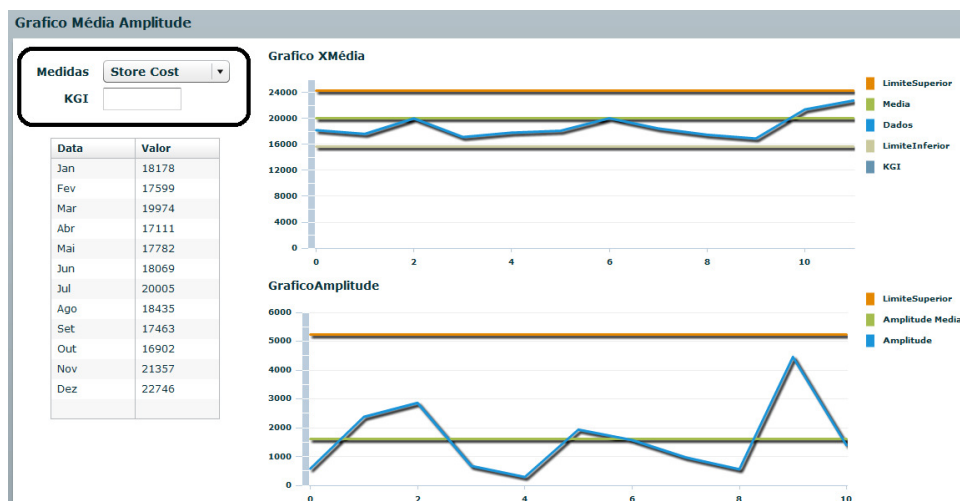 Grafico Média Amplitude
Medidas Store Cost
KGI
Data Valor
Jan 18178
Fev 17599
Mar 19974
Abr 17111
Mai 17782
Jun 18069
Jul 20005
Ago 18435
Set 17463
Out 16902
Nov 21357
Dez 22746
Grafico XMédia
24000
20000
16000
12000
8000
4000
0
0 2 4 6 8 10
LimiteSuperior
Media
Dados
LimiteInferior
KGI
GraficoAmplitude
6000
5000
4000
3000
2000
1000
0
0 2 4 6 8 10
LimiteSuperior
Amplitude Media
Amplitude